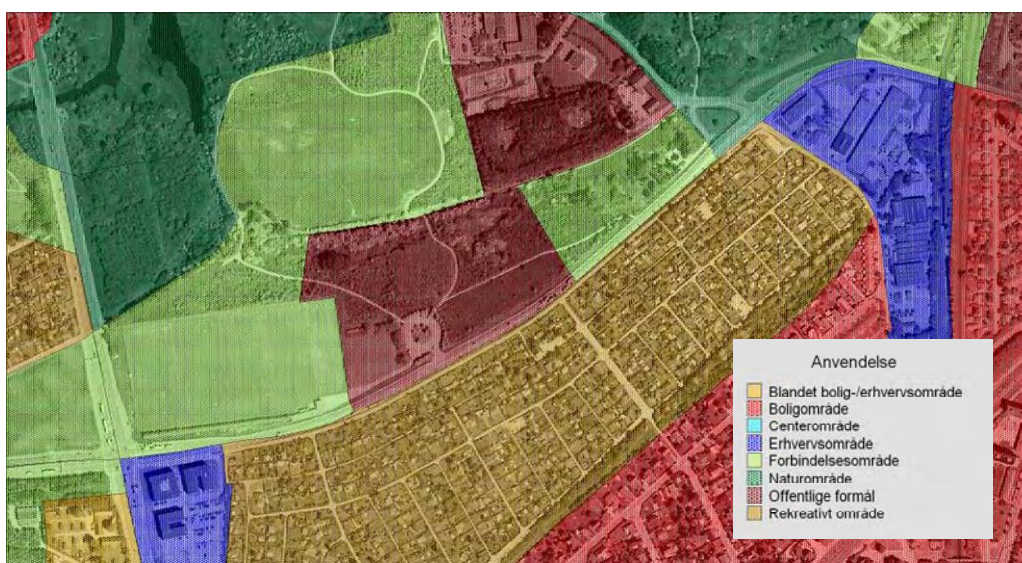 Anvendelse
Blandet bolig-/erhvervsområde
Boligområde
Centerområde
Erhvervsområde
Forbindelsesområde
Naturområde
Offentlige formål
Rekreativt område